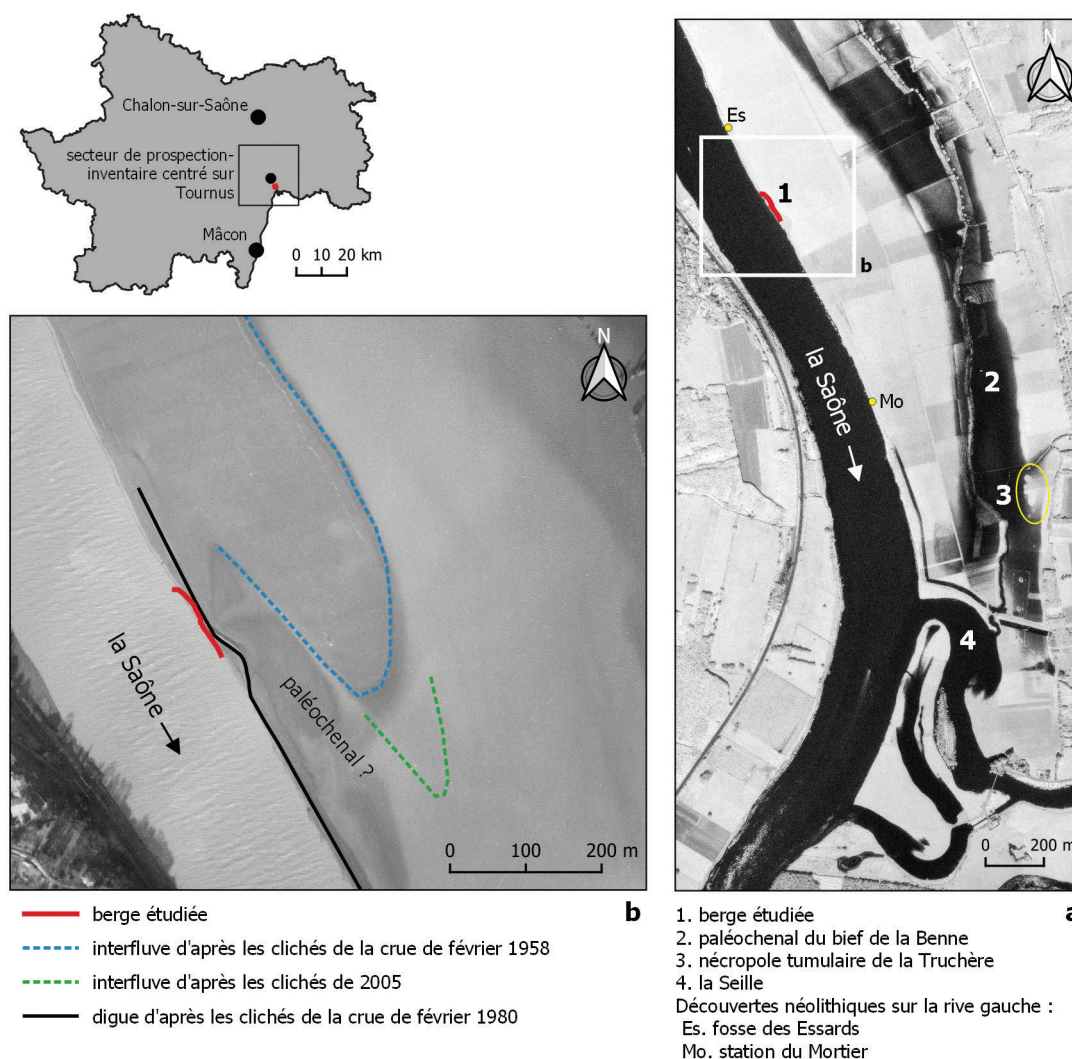 Chalon-sur-Saône
secteur de prospection-
inventaire centré sur
Tournus
Mâcon
0 10 20 km
N
Es
1
b
la Saône
2
Mo
3
4
0 200 m
a
N
la Saône
paléochenal ?
0 100 200 m
b
berge étudiée
interfluve d'après les clichés de la crue de février 1958
interfluve d'après les clichés de 2005
digue d'après les clichés de la crue de février 1980
1. berge étudiée
2. paléochenal du bief de la Benne
3. nécropole tumulaire de la Truchère
4. la Seille
Découvertes néolithiques sur la rive gauche :
Es. fosse des Essards
Mo. station du Mortier